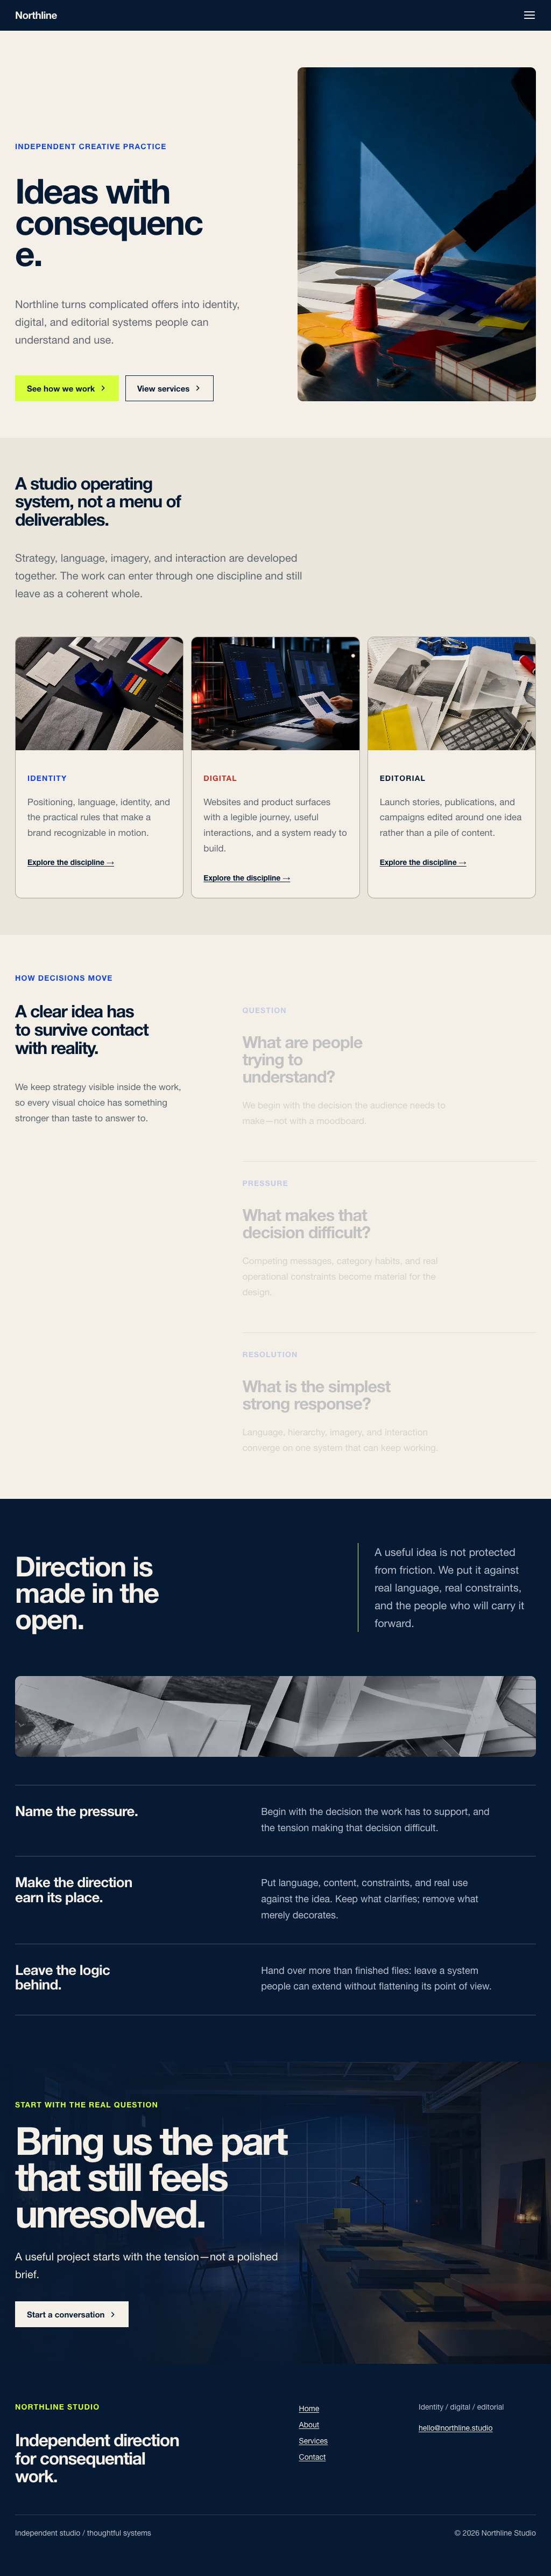 Northline
INDEPENDENT CREATIVE PRACTICE
Ideas with
consequenc
e.
Northline turns complicated offers into identity,
digital, and editorial systems people can
understand and use.
See how we work
View services
A studio operating
system, not a menu of
deliverables.
Strategy, language, imagery, and interaction are developed
together. The work can enter through one discipline and still
leave as a coherent whole.
IDENTITY
Positioning, language, identity, and
the practical rules that make a
brand recognizable in motion.
Explore the discipline →
DIGITAL
Websites and product surfaces
with a legible journey, useful
interactions, and a system ready to
build.
Explore the discipline →
EDITORIAL
Launch stories, publications, and
campaigns edited around one idea
rather than a pile of content.
Explore the discipline →
HOW DECISIONS MOVE
A clear idea has
to survive contact
with reality.
We keep strategy visible inside the work,
so every visual choice has something
stronger than taste to answer to.
QUESTION
What are people
trying to
understand?
We begin with the decision the audience needs to
make—not with a moodboard.
PRESSURE
What makes that
decision difficult?
Competing messages, category habits, and real
operational constraints become material for the
design.
RESOLUTION
What is the simplest
strong response?
Language, hierarchy, imagery, and interaction
converge on one system that can keep working.
Direction is
made in the
open.
A useful idea is not protected
from friction. We put it against
real language, real constraints,
and the people who will carry it
forward.
Name the pressure.
Begin with the decision the work has to support, and
the tension making that decision difficult.
Make the direction
earn its place.
Put language, content, constraints, and real use
against the idea. Keep what clarifies; remove what
merely decorates.
Leave the logic
behind.
Hand over more than finished files: leave a system
people can extend without flattening its point of view.
START WITH THE REAL QUESTION
Bring us the part
that still feels
unresolved.
A useful project starts with the tension—not a polished
brief.
Start a conversation
NORTHLINE STUDIO
Independent direction
for consequential
work.
Home
About
Services
Contact
Identity / digital / editorial
hello@northline.studio
Independent studio / thoughtful systems
© 2026 Northline Studio